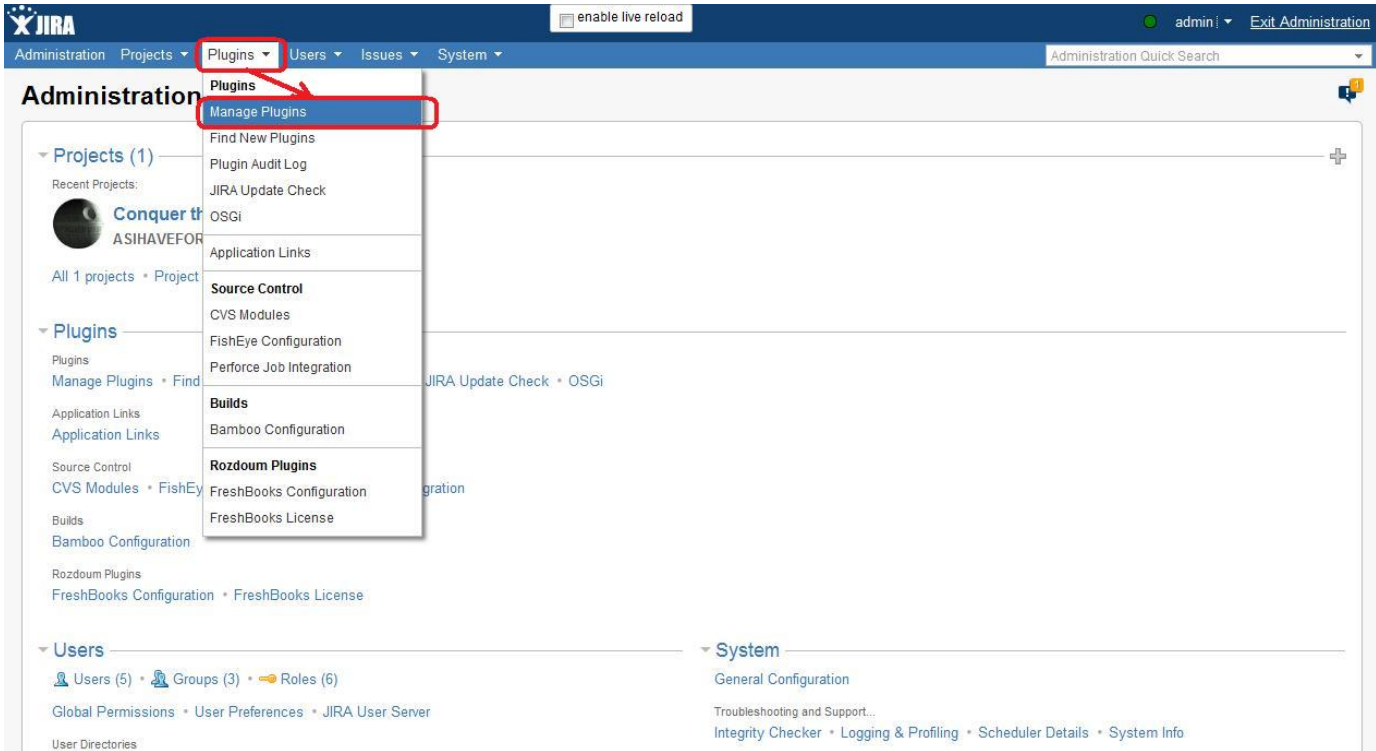 JIRA
enable live reload
admin
Exit Administration
Administration Projects Plugins Users Issues System
Administration Quick Search
Administration
Plugins
Manage Plugins
Find New Plugins
Plugin Audit Log
JIRA Update Check
OSGi
Application Links
Source Control
CVS Modules
FishEye Configuration
Perforce Job Integration
Builds
Bamboo Configuration
Rozdoum Plugins
FreshBooks Configuration
FreshBooks License
Projects (1)
Recent Projects:
Conquer th
ASIHAVEFOR
All 1 projects • Project
Plugins
Plugins
Manage Plugins • Find JIRA Update Check • OSGi
Application Links
Application Links
Source Control
CVS Modules • FishEy gration
Builds
Bamboo Configuration
Rozdoum Plugins
FreshBooks Configuration • FreshBooks License
Users
Users (5) • Groups (3) • Roles (6)
Global Permissions • User Preferences • JIRA User Server
User Directories
System
General Configuration
Troubleshooting and Support...
Integrity Checker • Logging & Profiling • Scheduler Details • System Info